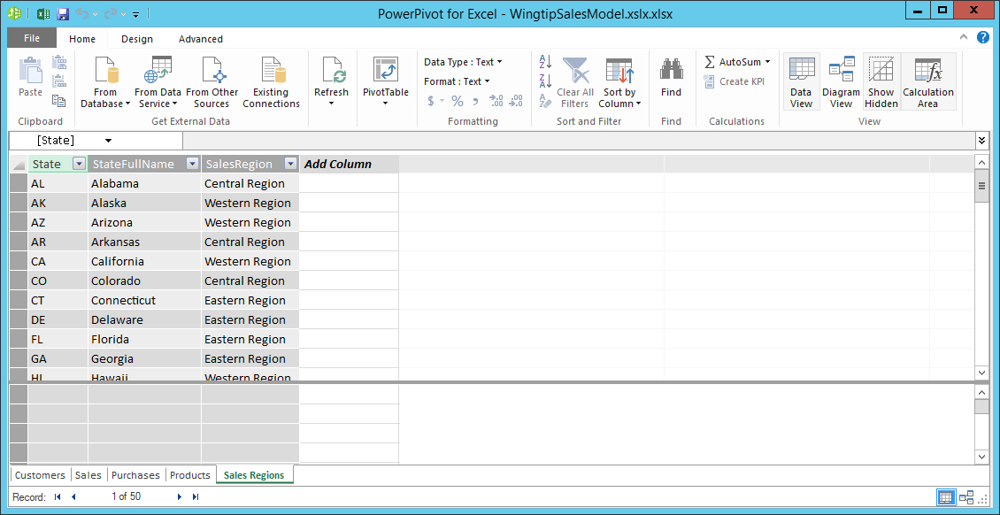 PowerPivot for Excel - WingtipSalesModel.xslx.xlsx
File Home Design Advanced
Paste
Clipboard
From Database
From Data Service
From Other Sources
Existing Connections
Get External Data
Refresh
PivotTable
Data Type : Text
Format : Text
$ % , .00 .00
Formatting
Clear All Filters
Sort by Column
Sort and Filter
Find
Find
AutoSum
Create KPI
Calculations
Data View
Diagram View
Show Hidden
Calculation Area
View
[State]
State StateFullName SalesRegion Add Column
AL Alabama Central Region
AK Alaska Western Region
AZ Arizona Western Region
AR Arkansas Central Region
CA California Western Region
CO Colorado Central Region
CT Connecticut Eastern Region
DE Delaware Eastern Region
FL Florida Eastern Region
GA Georgia Eastern Region
HI Hawaii Western Region
Customers Sales Purchases Products Sales Regions
Record: 1 of 50